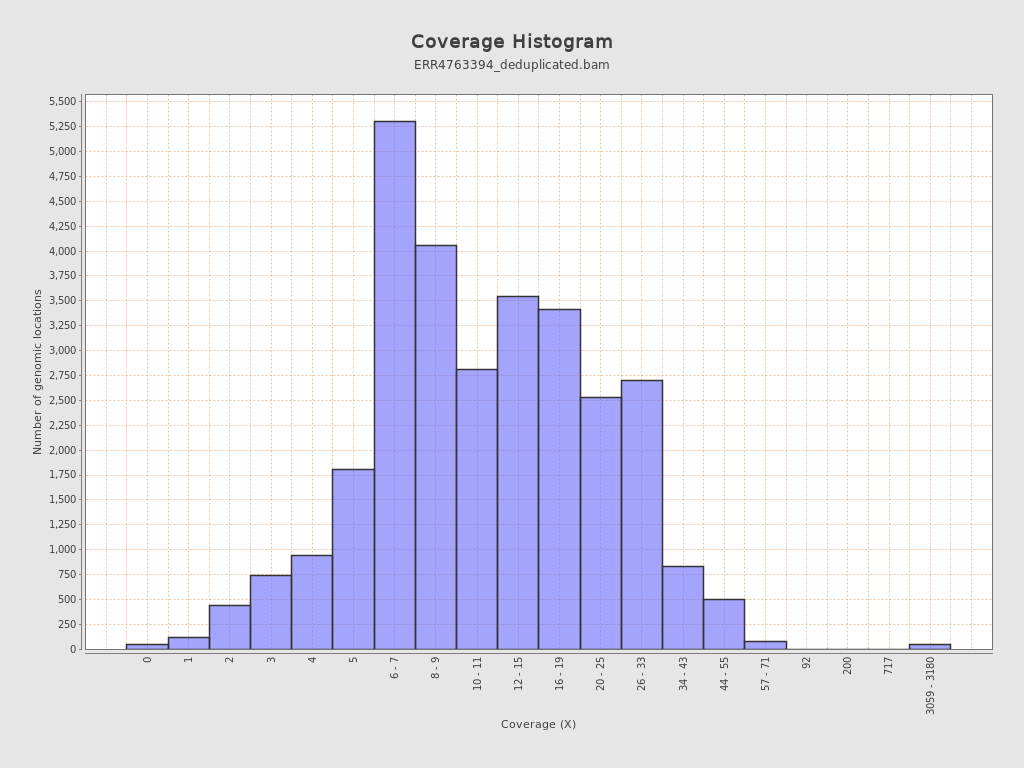 Coverage Histogram
ERR4763394_deduplicated.bam
Number of genomic locations
5,500
5,250
5,000
4,750
4,500
4,250
4,000
3,750
3,500
3,250
3,000
2,750
2,500
2,250
2,000
1,750
1,500
1,250
1,000
750
500
250
0
0
1
2
3
4
5
6 - 7
8 - 9
10 - 11
12 - 15
16 - 19
20 - 25
26 - 33
34 - 43
44 - 55
57 - 71
92
200
717
3059 - 3180
Coverage (X)